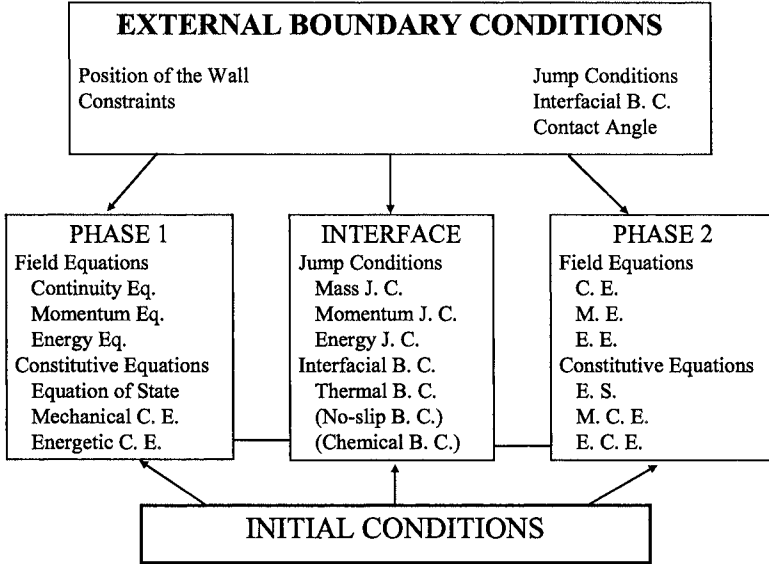 EXTERNAL BOUNDARY CONDITIONS
Position of the Wall
Constraints
Jump Conditions
Interfacial B. C.
Contact Angle
PHASE 1
Field Equations
Continuity Eq.
Momentum Eq.
Energy Eq.
Constitutive Equations
Equation of State
Mechanical C. E.
Energetic C. E.
INTERFACE
Jump Conditions
Mass J. C.
Momentum J. C.
Energy J. C.
Interfacial B. C.
Thermal B. C.
(No-slip B. C.)
(Chemical B. C.)
PHASE 2
Field Equations
C. E.
M. E.
E. E.
Constitutive Equations
E. S.
M. C. E.
E. C. E.
INITIAL CONDITIONS